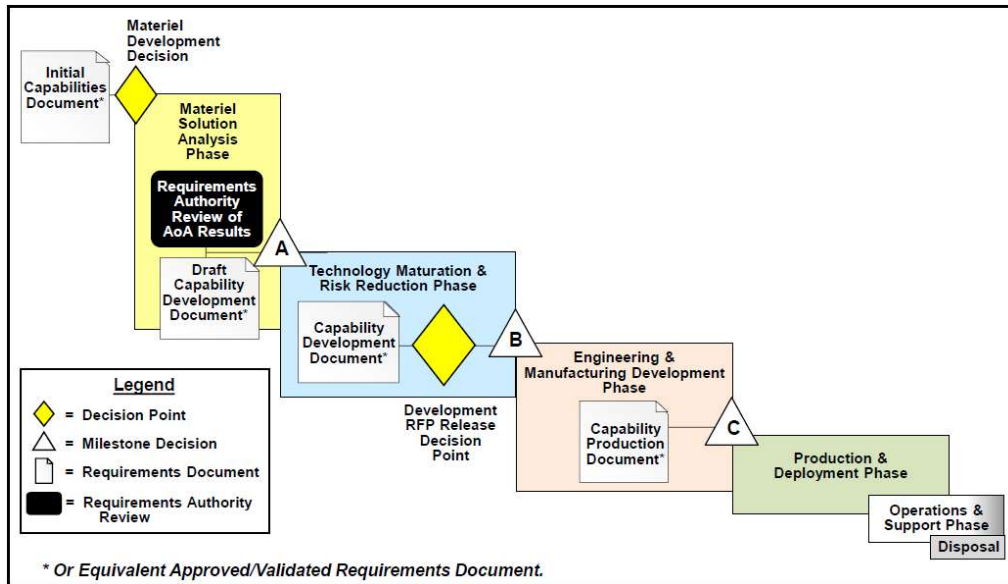 Materiel
Development
Decision
Initial
Capabilities
Document*
Materiel
Solution
Analysis
Phase
Requirements
Authority
Review of
AoA Results
A
Draft
Capability
Development
Document*
Technology Maturation &
Risk Reduction Phase
Capability
Development
Document*
B
Development
RFP Release
Decision
Point
Engineering &
Manufacturing Development
Phase
Capability
Production
Document*
C
Production &
Deployment Phase
Operations &
Support Phase
Disposal
Legend
= Decision Point
= Milestone Decision
= Requirements Document
= Requirements Authority
Review
* Or Equivalent Approved/Validated Requirements Document.